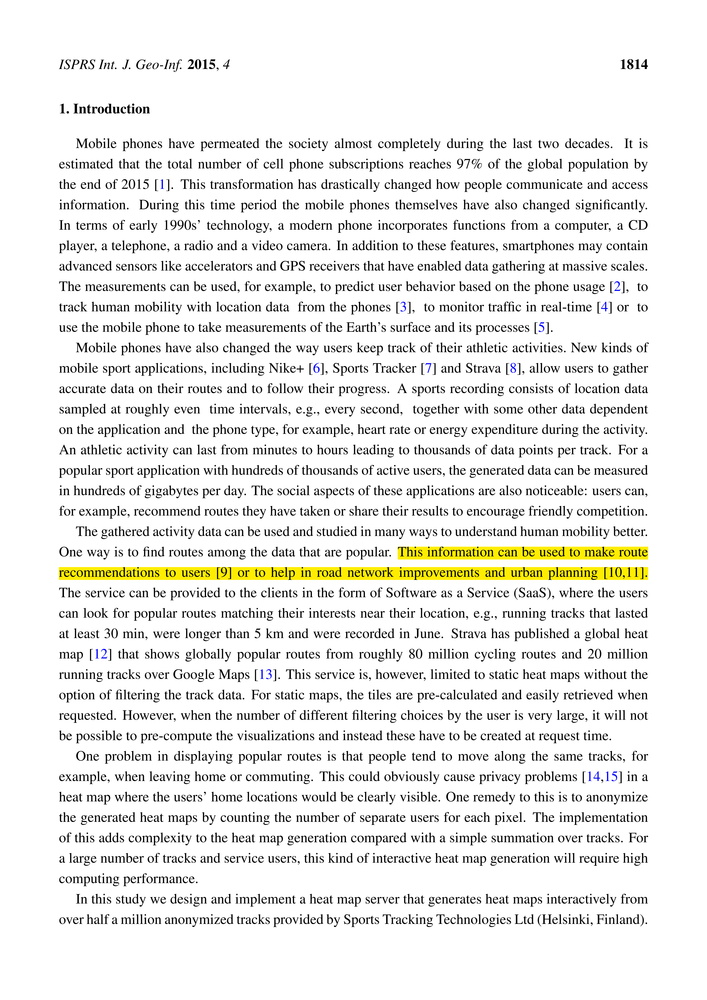 ISPRS Int. J. Geo-Inf. 2015, 4 1814
1. Introduction
Mobile phones have permeated the society almost completely during the last two decades. It is
estimated that the total number of cell phone subscriptions reaches 97% of the global population by
the end of 2015 [1]. This transformation has drastically changed how people communicate and access
information. During this time period the mobile phones themselves have also changed significantly.
In terms of early 1990s’ technology, a modern phone incorporates functions from a computer, a CD
player, a telephone, a radio and a video camera. In addition to these features, smartphones may contain
advanced sensors like accelerators and GPS receivers that have enabled data gathering at massive scales.
The measurements can be used, for example, to predict user behavior based on the phone usage [2], to
track human mobility with location data from the phones [3], to monitor traffic in real-time [4] or to
use the mobile phone to take measurements of the Earth’s surface and its processes [5].
Mobile phones have also changed the way users keep track of their athletic activities. New kinds of
mobile sport applications, including Nike+ [6], Sports Tracker [7] and Strava [8], allow users to gather
accurate data on their routes and to follow their progress. A sports recording consists of location data
sampled at roughly even time intervals, e.g., every second, together with some other data dependent
on the application and the phone type, for example, heart rate or energy expenditure during the activity.
An athletic activity can last from minutes to hours leading to thousands of data points per track. For a
popular sport application with hundreds of thousands of active users, the generated data can be measured
in hundreds of gigabytes per day. The social aspects of these applications are also noticeable: users can,
for example, recommend routes they have taken or share their results to encourage friendly competition.
The gathered activity data can be used and studied in many ways to understand human mobility better.
One way is to find routes among the data that are popular. This information can be used to make route
recommendations to users [9] or to help in road network improvements and urban planning [10,11].
The service can be provided to the clients in the form of Software as a Service (SaaS), where the users
can look for popular routes matching their interests near their location, e.g., running tracks that lasted
at least 30 min, were longer than 5 km and were recorded in June. Strava has published a global heat
map [12] that shows globally popular routes from roughly 80 million cycling routes and 20 million
running tracks over Google Maps [13]. This service is, however, limited to static heat maps without the
option of filtering the track data. For static maps, the tiles are pre-calculated and easily retrieved when
requested. However, when the number of different filtering choices by the user is very large, it will not
be possible to pre-compute the visualizations and instead these have to be created at request time.
One problem in displaying popular routes is that people tend to move along the same tracks, for
example, when leaving home or commuting. This could obviously cause privacy problems [14,15] in a
heat map where the users’ home locations would be clearly visible. One remedy to this is to anonymize
the generated heat maps by counting the number of separate users for each pixel. The implementation
of this adds complexity to the heat map generation compared with a simple summation over tracks. For
a large number of tracks and service users, this kind of interactive heat map generation will require high
computing performance.
In this study we design and implement a heat map server that generates heat maps interactively from
over half a million anonymized tracks provided by Sports Tracking Technologies Ltd (Helsinki, Finland).